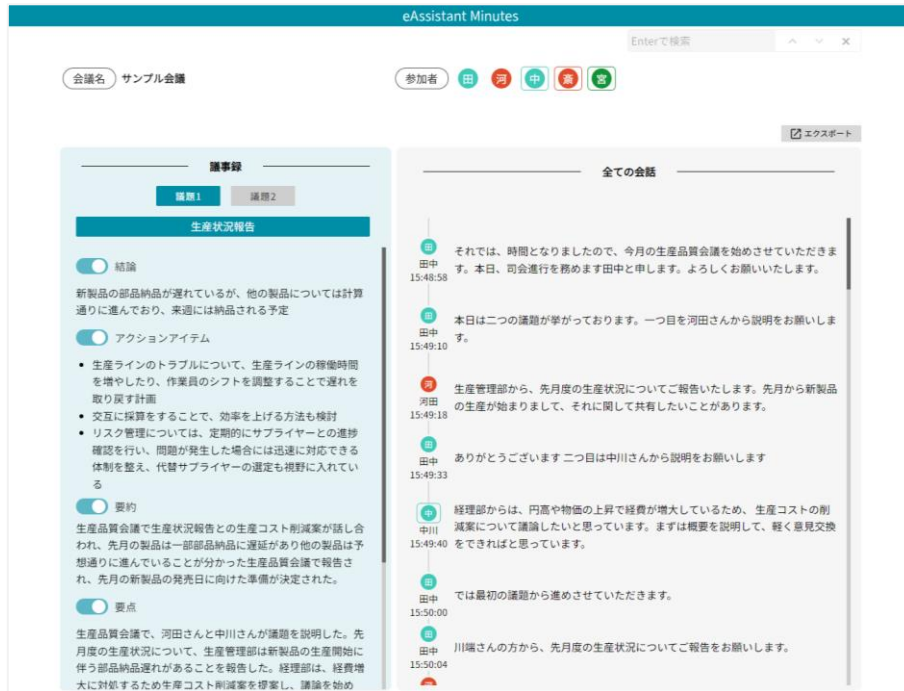 eAssistant Minutes
Enterで検索
会議名 サンプル会議
参加者 田 河 中 斎 宮
エクスポート
議事録
議題1 議題2
生産状況報告
結論
新製品の部品納品が遅れているが、他の製品については計算
通りに進んでおり、来週には納品される予定
アクションアイテム
• 生産ラインのトラブルについて、生産ラインの稼働時間
を増やしたり、作業員のシフトを調整することで遅れを
取り戻す計画
• 交互に採算をすることで、効率を上げる方法も検討
• リスク管理については、定期的にサプライヤーとの進捗
確認を行い、問題が発生した場合には迅速に対応できる
体制を整え、代替サプライヤーの選定も視野に入れてい
る
要約
生産品質会議で生産状況報告との生産コスト削減案が話し合
われ、先月の製品は一部部品納品に遅延があり他の製品は予
想通りに進んでいることが分かった生産品質会議で報告さ
れ、先月の新製品の発売日に向けた準備が決定された。
要点
生産品質会議で、河田さんと中川さんが議題を説明した。先
月度の生産状況について、生産管理部は新製品の生産開始に
伴う部品納品遅れがあることを報告した。経理部は、経費増
大に対処するため生産コスト削減案を提案し、議論を始め
全ての会話
田
田中
15:48:58
それでは、時間となりましたので、今月の生産品質会議を始めさせていただきま
す。本日、司会進行を務めます田中と申します。よろしくお願いいたします。
田
田中
15:49:10
本日は二つの議題が挙がっております。一つ目を河田さんから説明をお願いしま
す。
河
河田
15:49:18
生産管理部から、先月度の生産状況についてご報告いたします。先月から新製品
の生産が始まりまして、それに関して共有したいことがあります。
田
田中
15:49:33
ありがとうございます 二つ目は中川さんから説明をお願いします
中
中川
15:49:40
経理部からは、円高や物価の上昇で経費が増大しているため、 生産コストの削
減案について議論したいと思っています。まずは概要を説明して、軽く意見交換
をできればと思っています。
田
田中
15:50:00
では最初の議題から進めさせていただきます。
田
田中
15:50:04
川端さんの方から、先月度の生産状況についてご報告をお願いします。